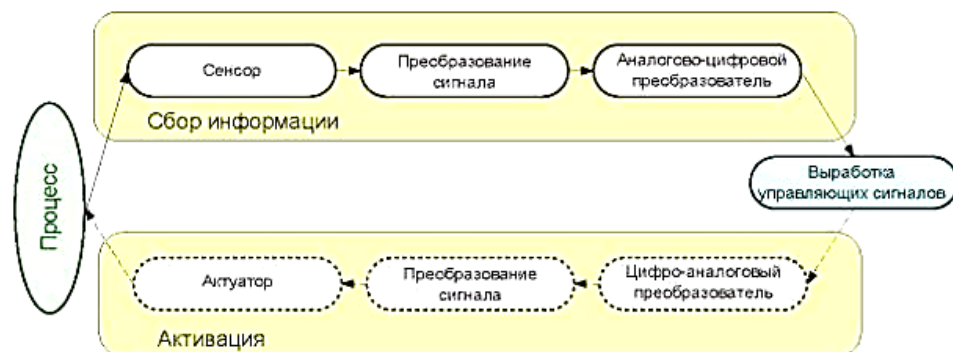 Сенсор
Преобразование
сигнала
Аналогово-цифровой
преобразователь
Сбор информации
Процесс
Выработка
управляющих сигналов
Актуатор
Преобразование
сигнала
Цифро-аналоговый
преобразователь
Активация